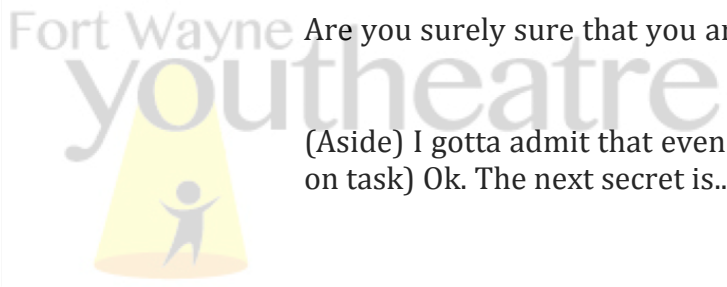 Fort Wayne
youtheatre
Are you surely sure that you
(Aside) I gotta admit that even
on task) Ok. The next secret is..